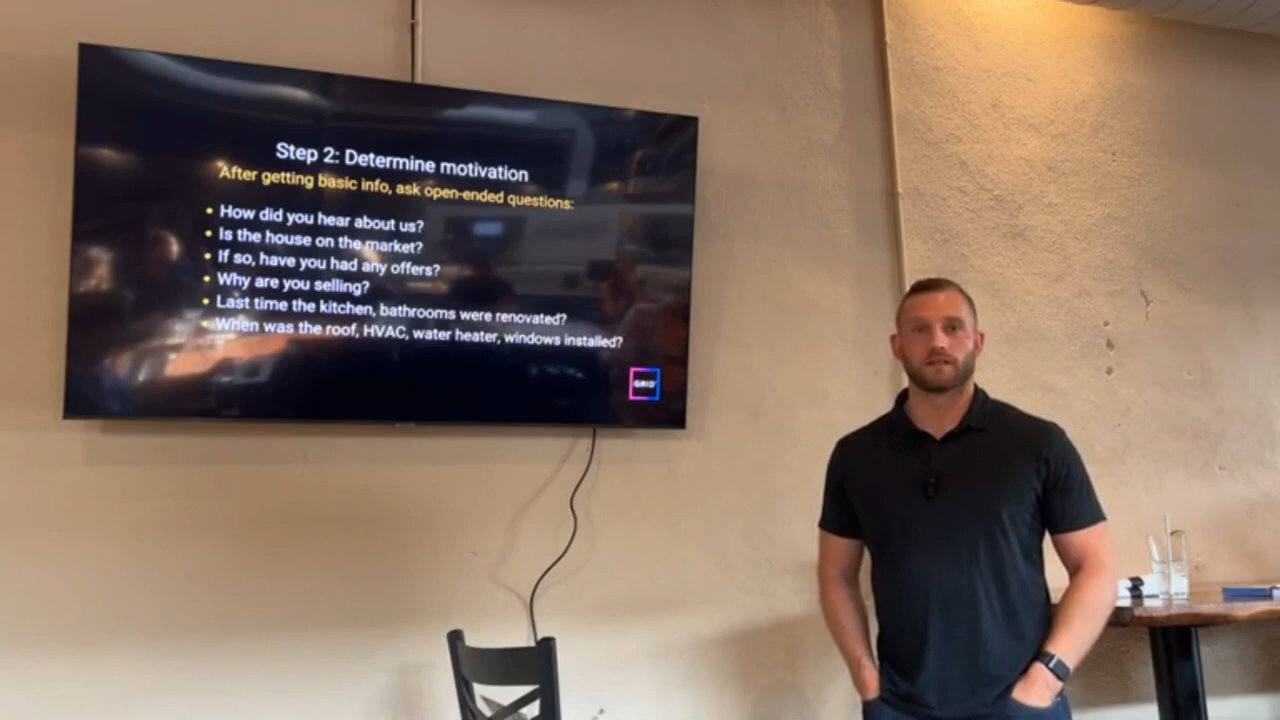 Step 2: Determine motivation
After getting basic info, ask open-ended questions:
• How did you hear about us?
• Is the house on the market?
• If so, have you had any offers?
• Why are you selling?
• Last time the kitchen, bathrooms were renovated?
• When was the roof, HVAC, water heater, windows installed?
GRID